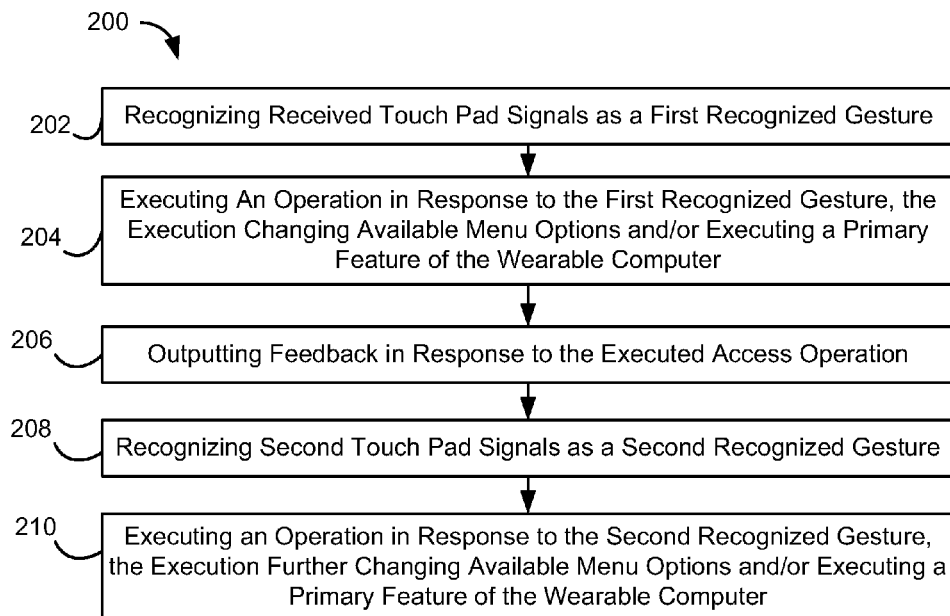 200
202
Recognizing Received Touch Pad Signals as a First Recognized Gesture
204
Executing An Operation in Response to the First Recognized Gesture, the
Execution Changing Available Menu Options and/or Executing a Primary
Feature of the Wearable Computer
206
Outputting Feedback in Response to the Executed Access Operation
208
Recognizing Second Touch Pad Signals as a Second Recognized Gesture
210
Executing an Operation in Response to the Second Recognized Gesture,
the Execution Further Changing Available Menu Options and/or Executing a
Primary Feature of the Wearable Computer